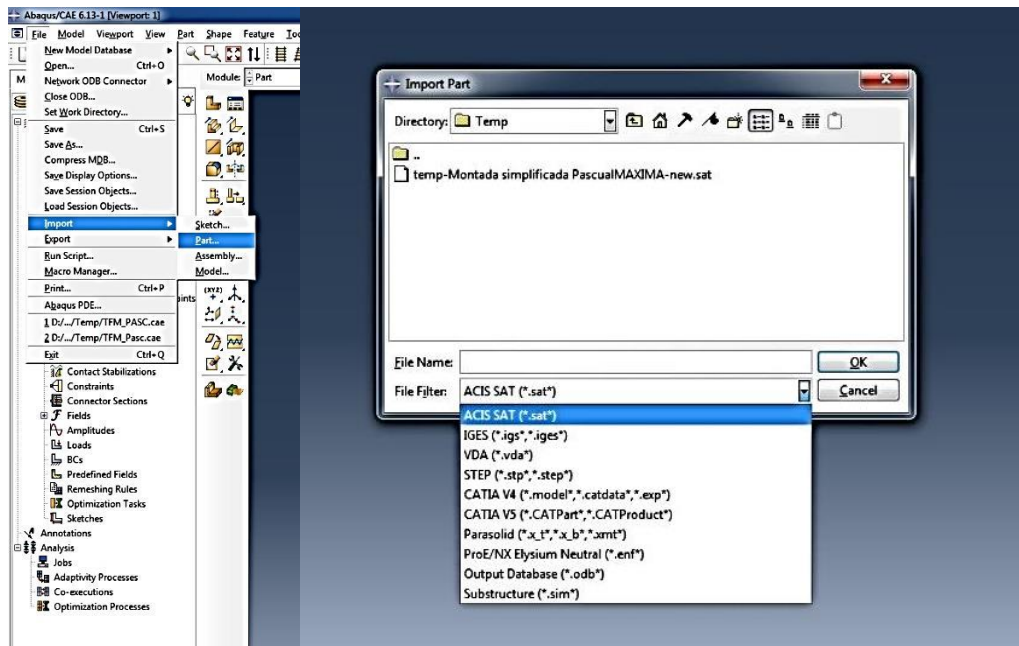 Abaqus/CAE 6.13-1 [Viewport: 1]
File Model Viewport View Part Shape Feature
Module: Part
New Model Database
Open... Ctrl+O
Network ODB Connector
Close ODB...
Set Work Directory...
Save Ctrl+S
Save As...
Compress MDB...
Save Display Options...
Save Session Objects...
Load Session Objects...
Import
Export
Run Script...
Macro Manager...
Print... Ctrl+P
Abaqus PDE...
1 D:/.../Temp/TFM_PASC.cae
2 D:/.../Temp/TFM_Pasc.cae
Exit Ctrl+Q
Sketch...
Part...
Assembly...
Model...
(XYZ)
Contact Stabilizations
Constraints
Connector Sections
Fields
Amplitudes
Loads
BCs
Predefined Fields
Remeshing Rules
Optimization Tasks
Sketches
Annotations
Analysis
Jobs
Adaptivity Processes
Co-executions
Optimization Processes
Import Part
Directory: Temp
..
temp-Montada simplificada PascualMAXIMA-new.sat
File Name:
OK
File Filter: ACIS SAT (*.sat*)
Cancel
ACIS SAT (*.sat*)
IGES (*.igs*,*.iges*)
VDA (*.vda*)
STEP (*.stp*,*.step*)
CATIA V4 (*.model*,*.catdata*,*.exp*)
CATIA V5 (*.CATPart*,*.CATProduct*)
Parasolid (*.x_t*,*.x_b*,*.xmt*)
ProE/NX Elysium Neutral (*.enf*)
Output Database (*.odb*)
Substructure (*.sim*)